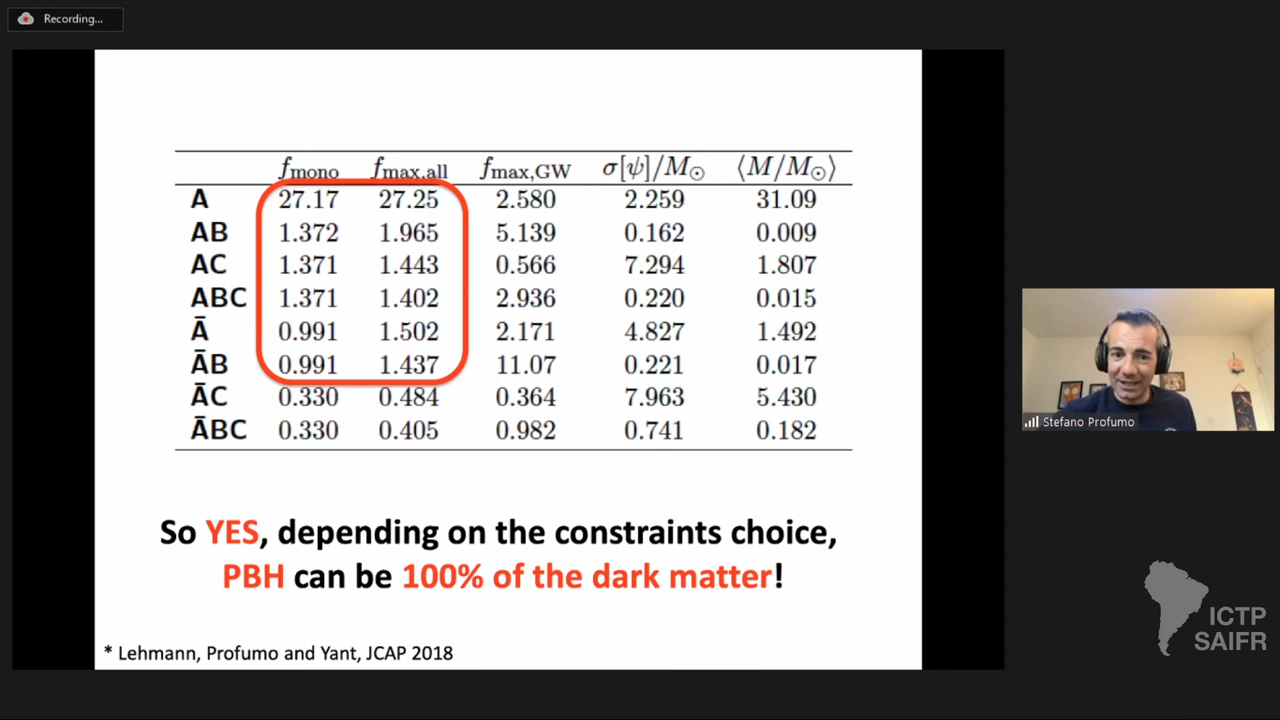 Recording...
f_mono f_max,all f_max,GW σ[ψ]/M_⊙ ⟨M/M_⊙⟩
A 27.17 27.25 2.580 2.259 31.09
AB 1.372 1.965 5.139 0.162 0.009
AC 1.371 1.443 0.566 7.294 1.807
ABC 1.371 1.402 2.936 0.220 0.015
Ā 0.991 1.502 2.171 4.827 1.492
ĀB 0.991 1.437 11.07 0.221 0.017
ĀC 0.330 0.484 0.364 7.963 5.430
ĀBC 0.330 0.405 0.982 0.741 0.182
So YES, depending on the constraints choice,
PBH can be 100% of the dark matter!
* Lehmann, Profumo and Yant, JCAP 2018
Stefano Profumo
ICTP
SAIFR